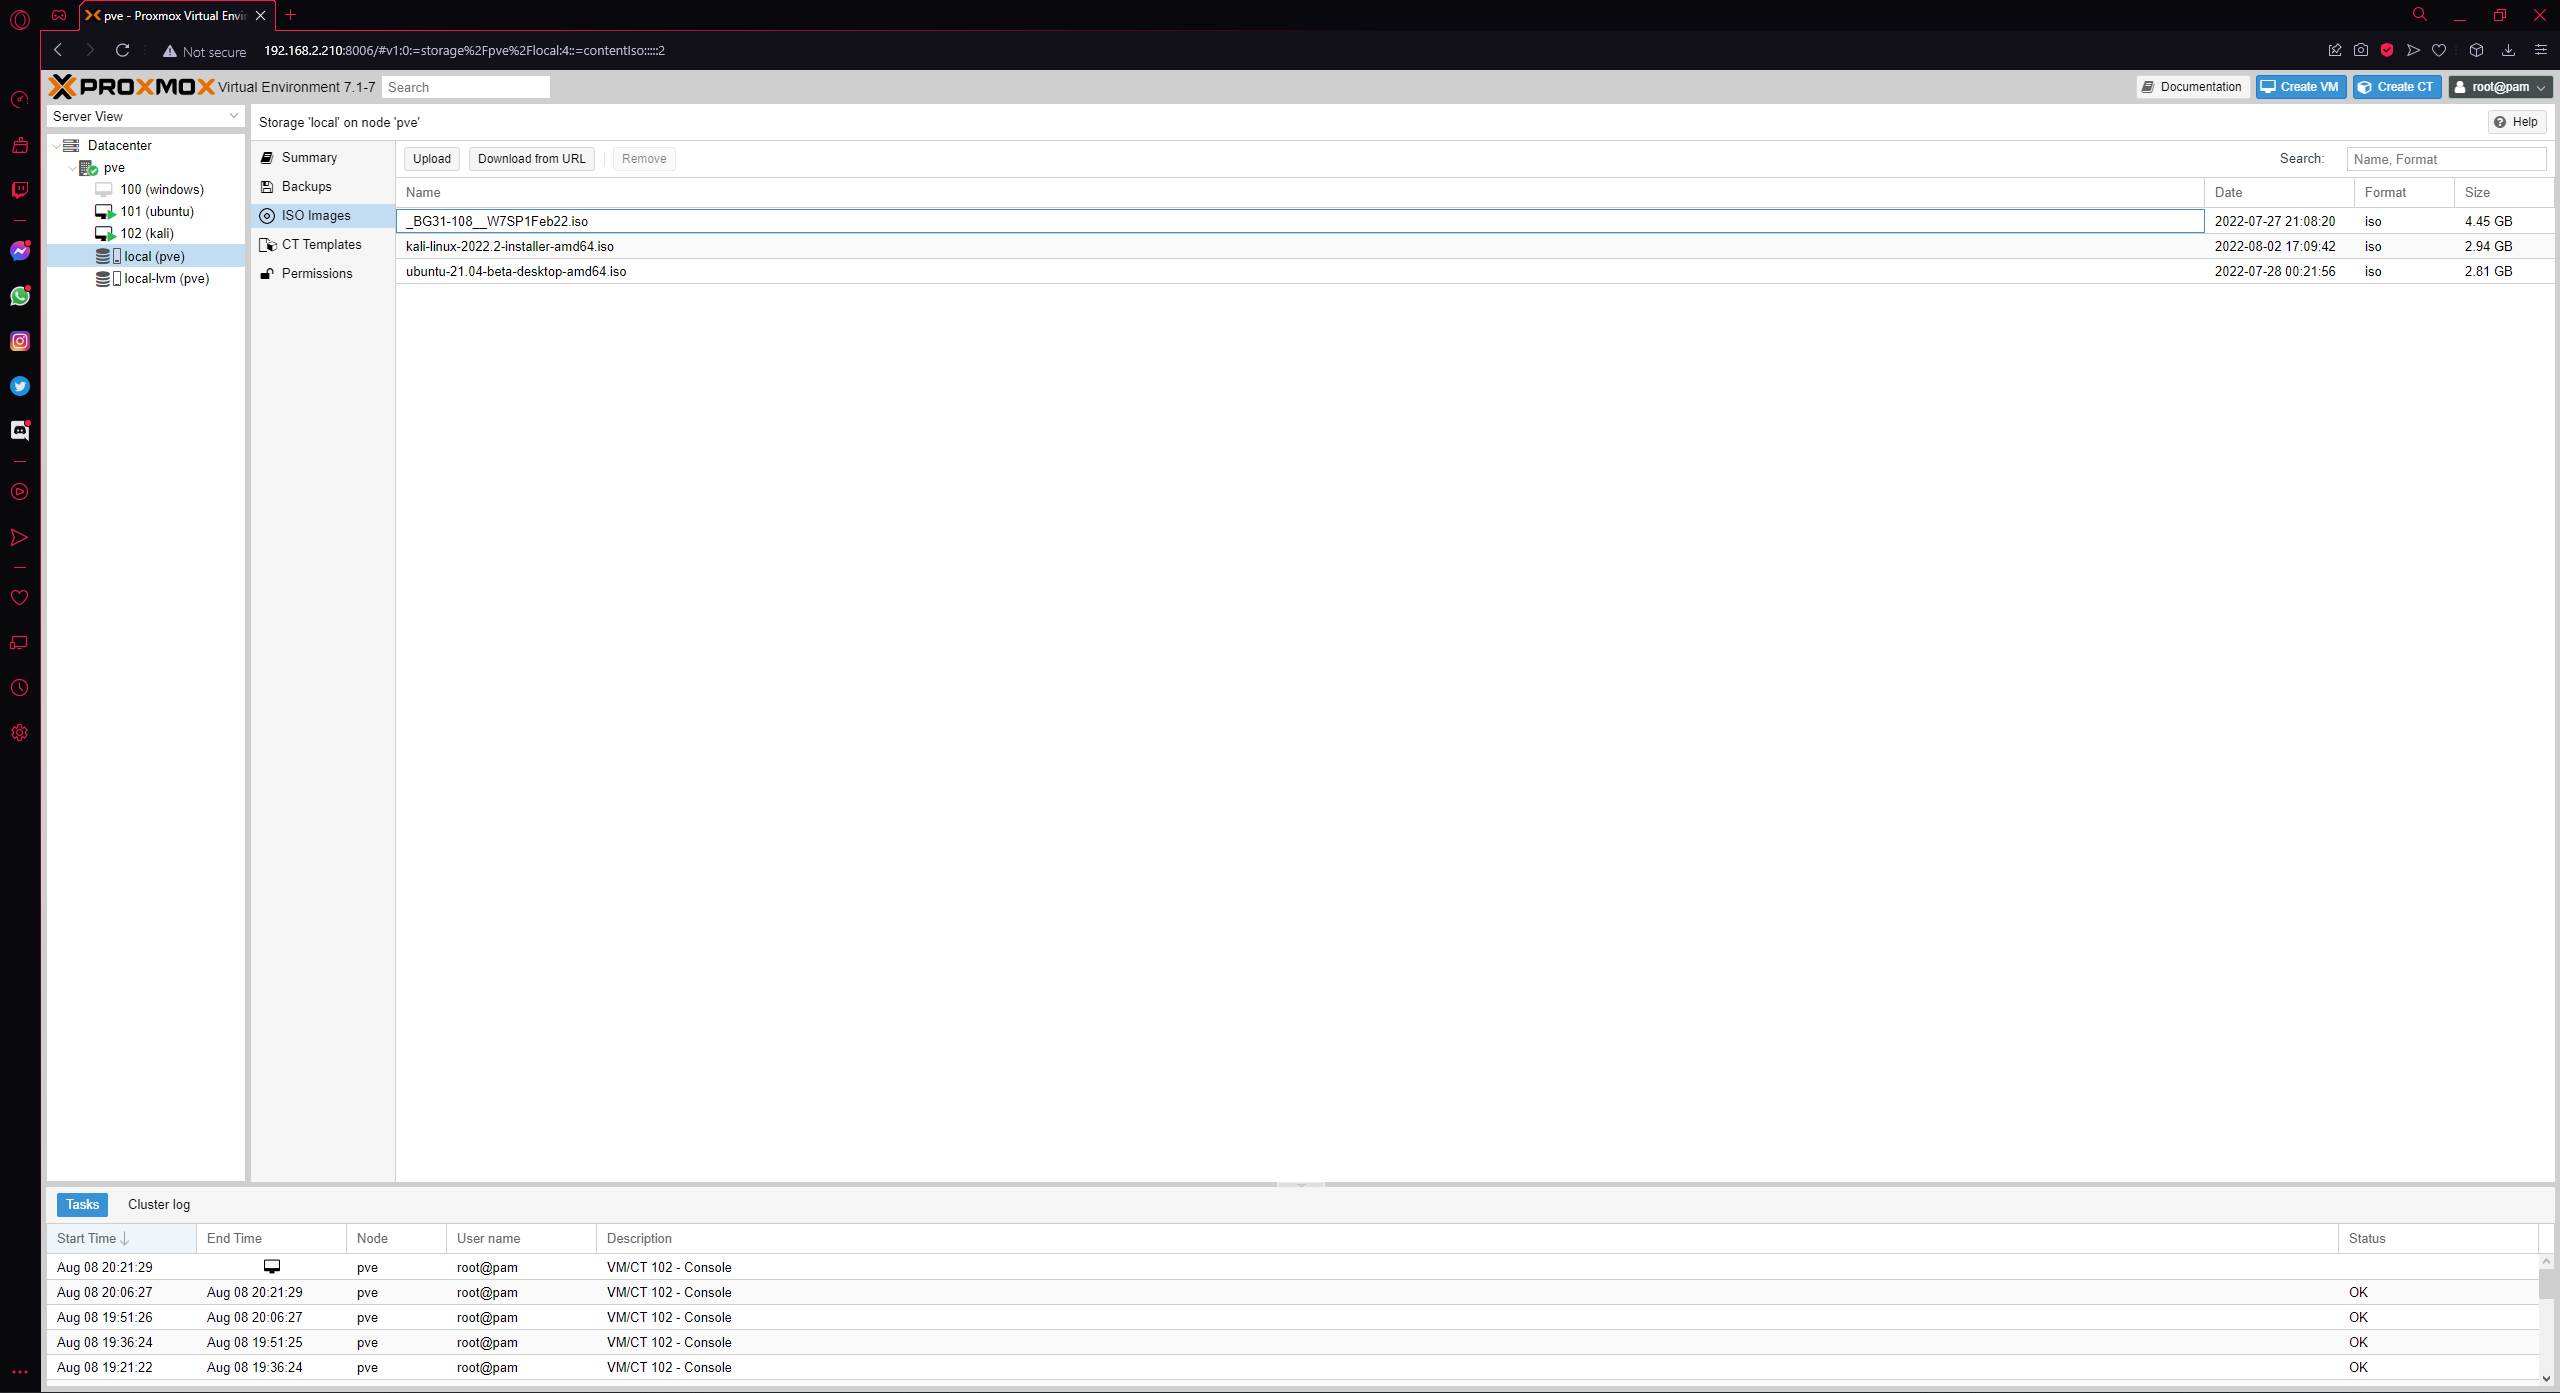 pve - Proxmox Virtual Envir
Not secure 192.168.2.210:8006/#v1:0:=storage%2Fpve%2Flocal:4::=contentIso:::::2
PROXMOX Virtual Environment 7.1-7 Search Documentation Create VM Create CT root@pam
Server View
Storage 'local' on node 'pve' Help
Datacenter
pve
100 (windows)
101 (ubuntu)
102 (kali)
local (pve)
local-lvm (pve)
Summary
Backups
ISO Images
CT Templates
Permissions
Upload Download from URL Remove Search: Name, Format
Name Date Format Size
_BG31-108__W7SP1Feb22.iso 2022-07-27 21:08:20 iso 4.45 GB
kali-linux-2022.2-installer-amd64.iso 2022-08-02 17:09:42 iso 2.94 GB
ubuntu-21.04-beta-desktop-amd64.iso 2022-07-28 00:21:56 iso 2.81 GB
Tasks Cluster log
Start Time End Time Node User name Description Status
Aug 08 20:21:29 pve root@pam VM/CT 102 - Console
Aug 08 20:06:27 Aug 08 20:21:29 pve root@pam VM/CT 102 - Console OK
Aug 08 19:51:26 Aug 08 20:06:27 pve root@pam VM/CT 102 - Console OK
Aug 08 19:36:24 Aug 08 19:51:25 pve root@pam VM/CT 102 - Console OK
Aug 08 19:21:22 Aug 08 19:36:24 pve root@pam VM/CT 102 - Console OK